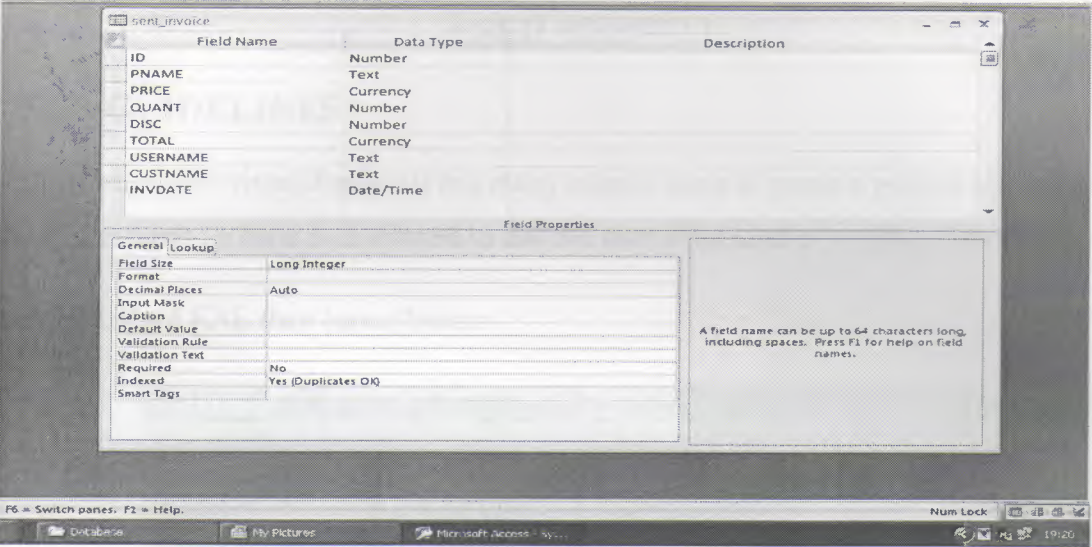 sent_invoice
Field Name Data Type Description
ID Number
PNAME Text
PRICE Currency
QUANT Number
DISC Number
TOTAL Currency
USERNAME Text
CUSTNAME Text
INVDATE Date/Time
Field Properties
General Lookup
Field Size Long Integer
Format
Decimal Places Auto
Input Mask
Caption
Default Value
Validation Rule
Validation Text
Required No
Indexed Yes (Duplicates OK)
Smart Tags
A field name can be up to 64 characters long,
including spaces. Press F1 for help on field
names.
F6 = Switch panes. F1 = Help. Num Lock
Database My Pictures Microsoft Access - Sy... 19:20